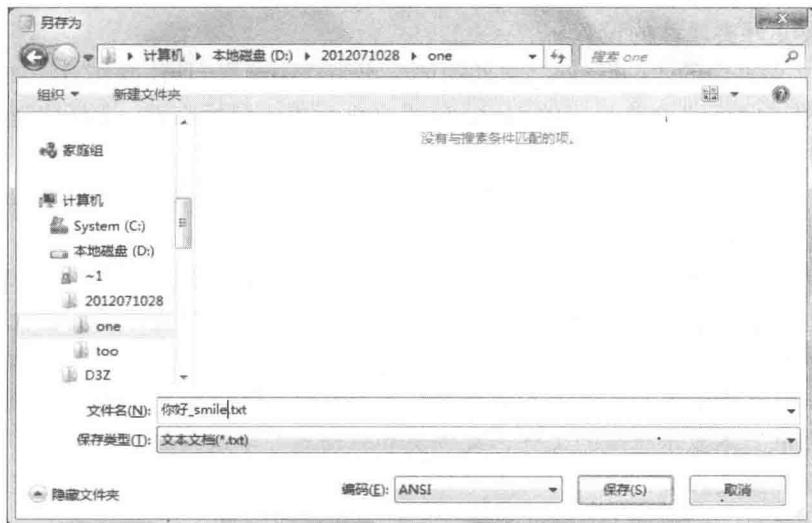 另存为
计算机 ▸ 本地磁盘 (D:) ▸ 2012071028 ▸ one
搜索 one
组织
新建文件夹
没有与搜索条件匹配的项。
家庭组
计算机
System (C:)
本地磁盘 (D:)
~1
2012071028
one
too
D3Z
文件名(N): 你好_smile.txt
保存类型(T): 文本文档(*.txt)
隐藏文件夹
编码(E): ANSI
保存(S)
取消